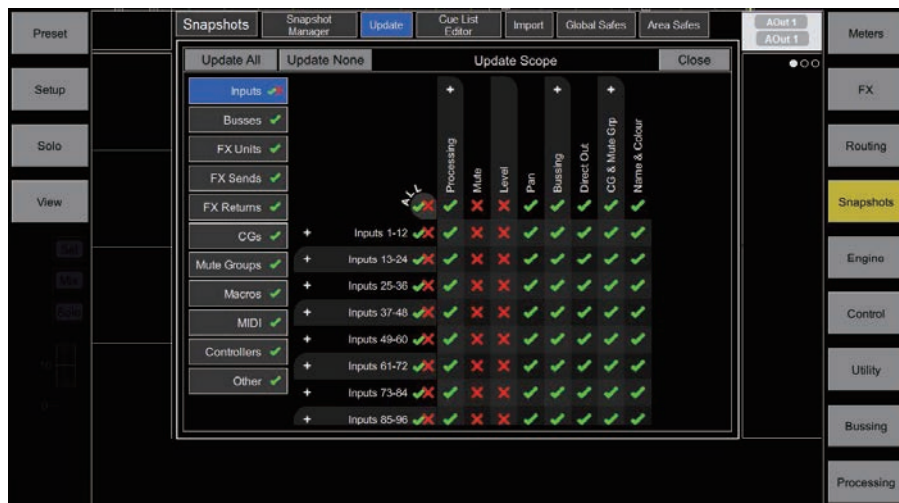 Preset
Setup
Solo
View
Snapshots
Snapshot Manager
Update
Cue List Editor
Import
Global Safes
Area Safes
AOut 1
AOut 1
Update All
Update None
Update Scope
Close
Inputs
Busses
FX Units
FX Sends
FX Returns
CGs
Mute Groups
Macros
MIDI
Controllers
Other
ALL
Processing
Mute
Level
Pan
Bussing
Direct Out
CG & Mute Grp
Name & Colour
Inputs 1-12
Inputs 13-24
Inputs 25-36
Inputs 37-48
Inputs 49-60
Inputs 61-72
Inputs 73-84
Inputs 85-96
Meters
FX
Routing
Snapshots
Engine
Control
Utility
Bussing
Processing